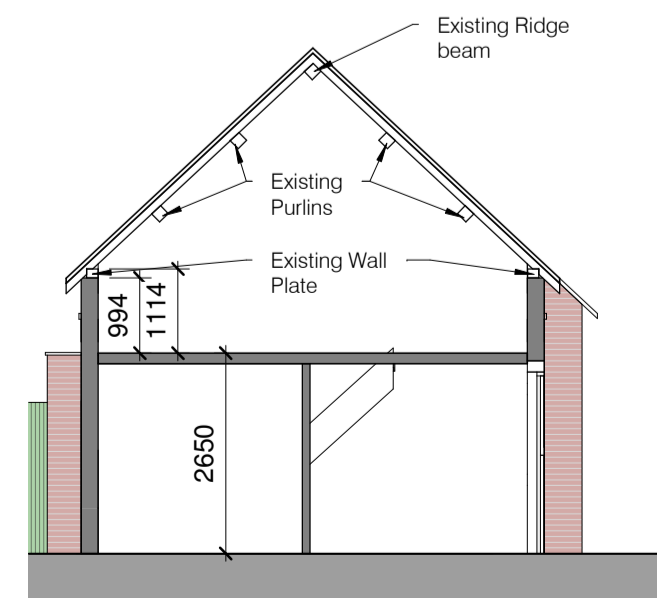 Existing Ridge
beam
Existing
Purlins
Existing Wall
Plate
994
1114
2650